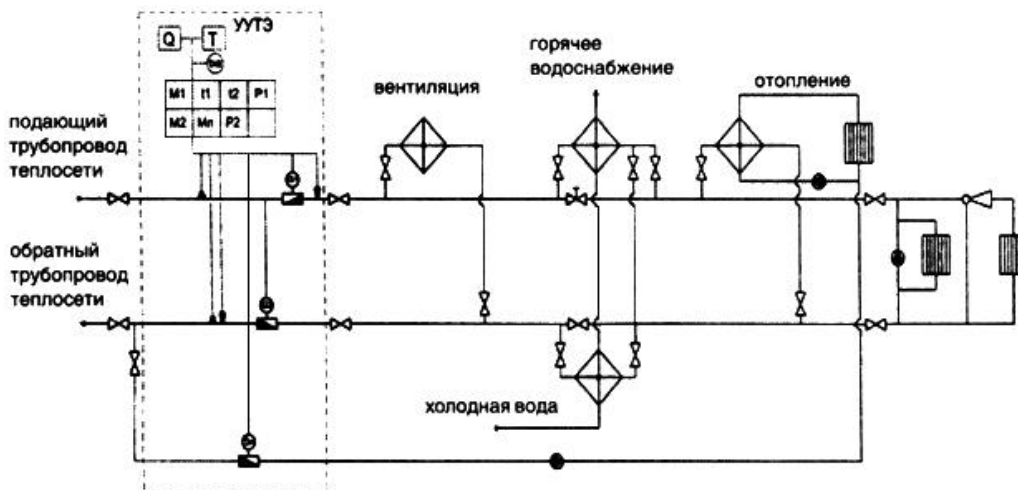 УУТЭ
Q T
горячее
водоснабжение
вентиляция
отопление
M1 t1 t2 P1
M2 Mп P2
подающий
трубопровод
теплосети
обратный
трубопровод
теплосети
холодная вода